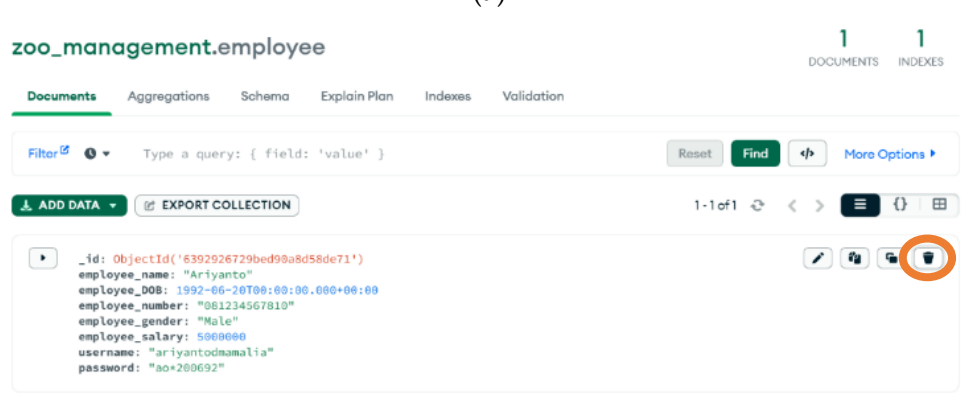 zoo_management.employee
1 1
DOCUMENTS INDEXES
Documents Aggregations Schema Explain Plan Indexes Validation
Filter Type a query: { field: 'value' } Reset Find </> More Options
ADD DATA EXPORT COLLECTION 1-1 of 1 < > {}
_id: ObjectId('6392926729bed90a8d58de71')
employee_name: "Ariyanto"
employee_DOB: 1992-06-20T00:00:00.000+00:00
employee_number: "081234567810"
employee_gender: "Male"
employee_salary: 5000000
username: "ariyantodmamalia"
password: "ao*200692"